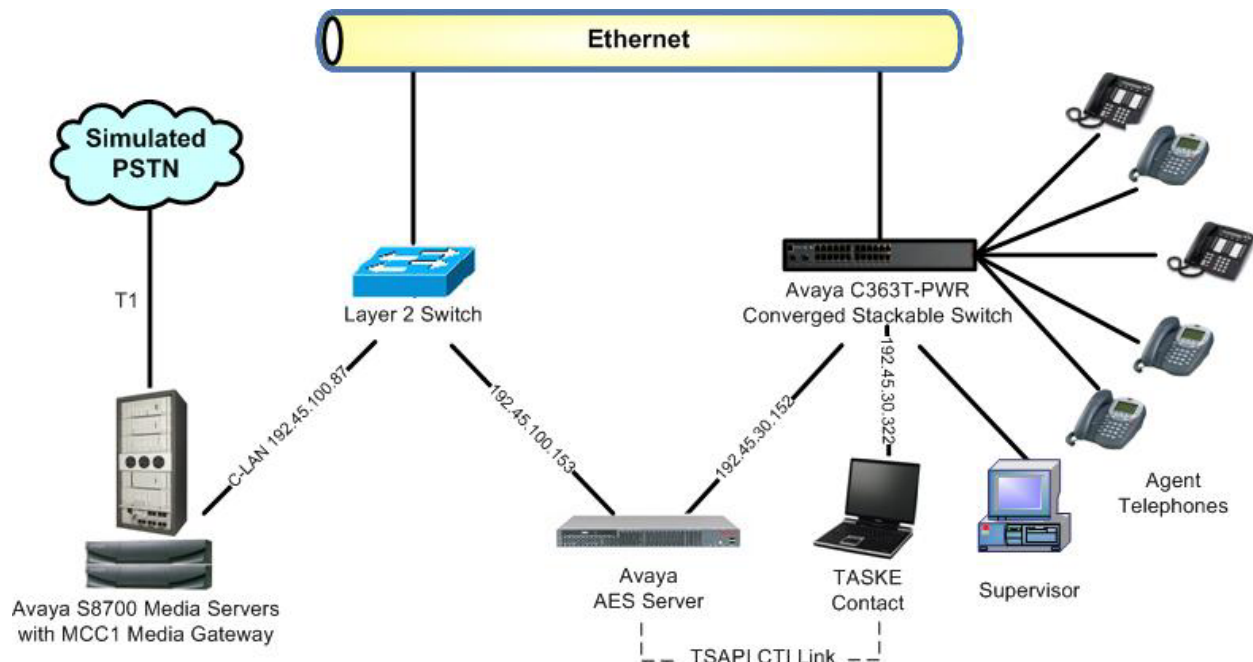 Ethernet
Simulated
PSTN
T1
Layer 2 Switch
Avaya C363T-PWR
Converged Stackable Switch
C-LAN 192.45.100.87
192.45.100.153
192.45.30.152
192.45.30.322
Agent
Telephones
Avaya S8700 Media Servers
with MCC1 Media Gateway
Avaya
AES Server
TASKE
Contact
Supervisor
TSAPI CTI Link